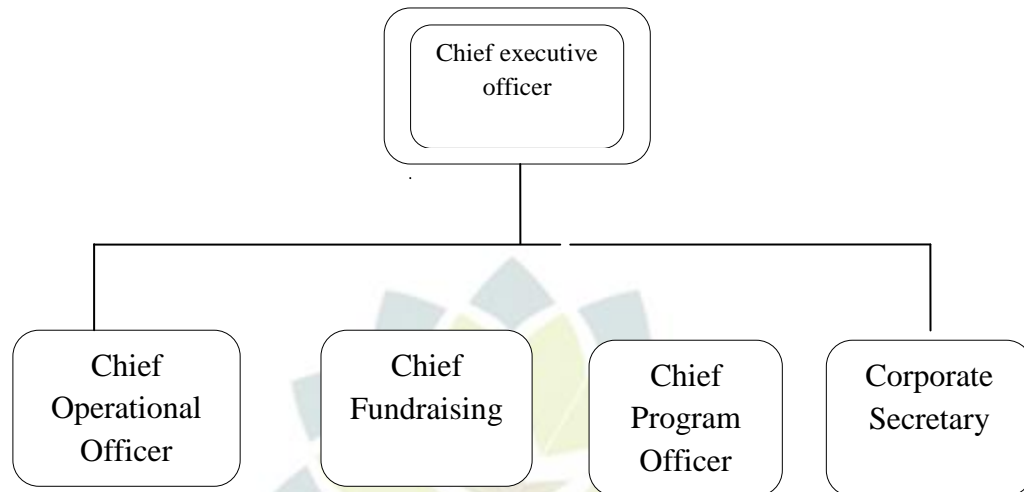 Chief executive
officer
Chief
Operational
Officer
Chief
Fundraising
Chief
Program
Officer
Corporate
Secretary